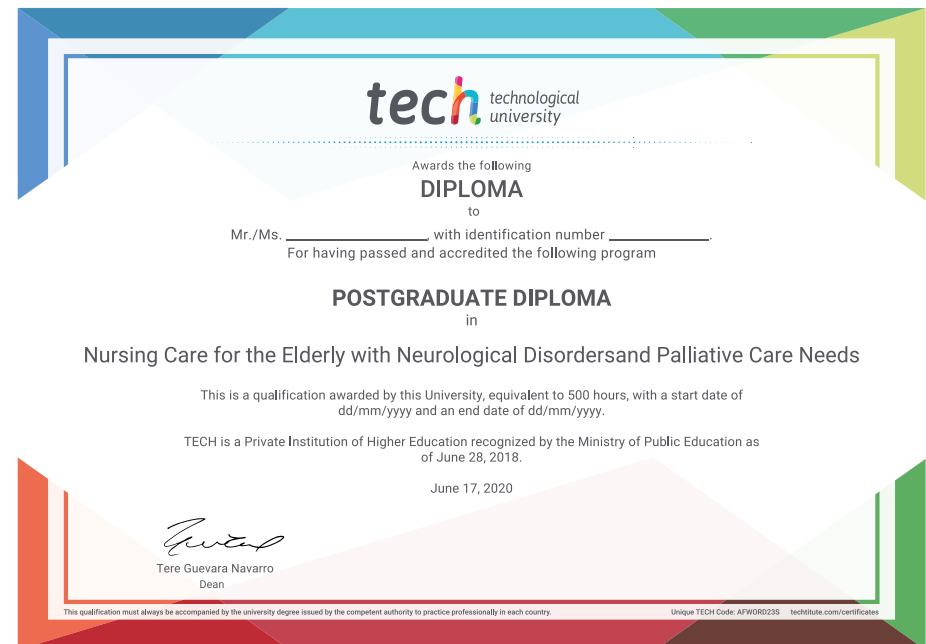 tech technological
university
Awards the following
DIPLOMA
to
Mr./Ms. ____________________, with identification number ______________.
For having passed and accredited the following program
POSTGRADUATE DIPLOMA
in
Nursing Care for the Elderly with Neurological Disordersand Palliative Care Needs
This is a qualification awarded by this University, equivalent to 500 hours, with a start date of
dd/mm/yyyy and an end date of dd/mm/yyyy.
TECH is a Private Institution of Higher Education recognized by the Ministry of Public Education as
of June 28, 2018.
June 17, 2020
Tere Guevara Navarro
Dean
This qualification must always be accompanied by the university degree issued by the competent authority to practice professionally in each country. Unique TECH Code: AFWORD23S techtitute.com/certificates